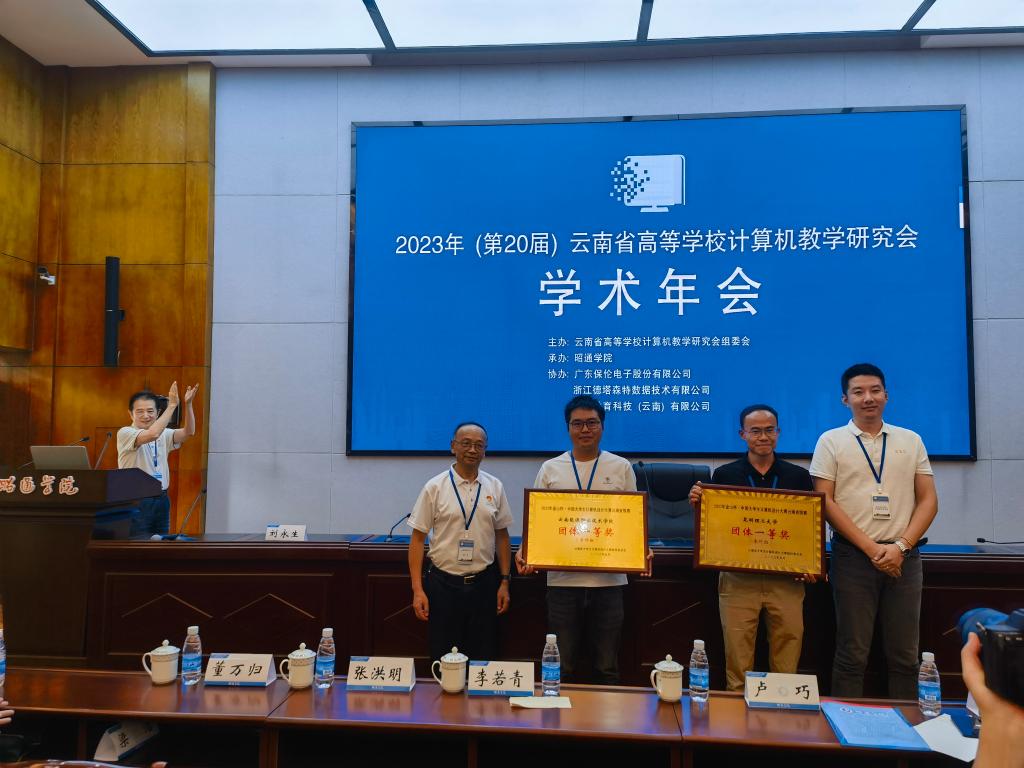 2023年 (第20届) 云南省高等学校计算机教学研究会
学术年会
主办: 云南省高等学校计算机教学研究会组委会
承办: 昭通学院
协办: 广东保伦电子股份有限公司
浙江德塔森特数据技术有限公司
育科技 (云南) 有限公司
昭通学院
团体一等奖
昆明理工大学
团体一等奖
刘永生
董万归
张洪明
李若青
卢 巧
梁